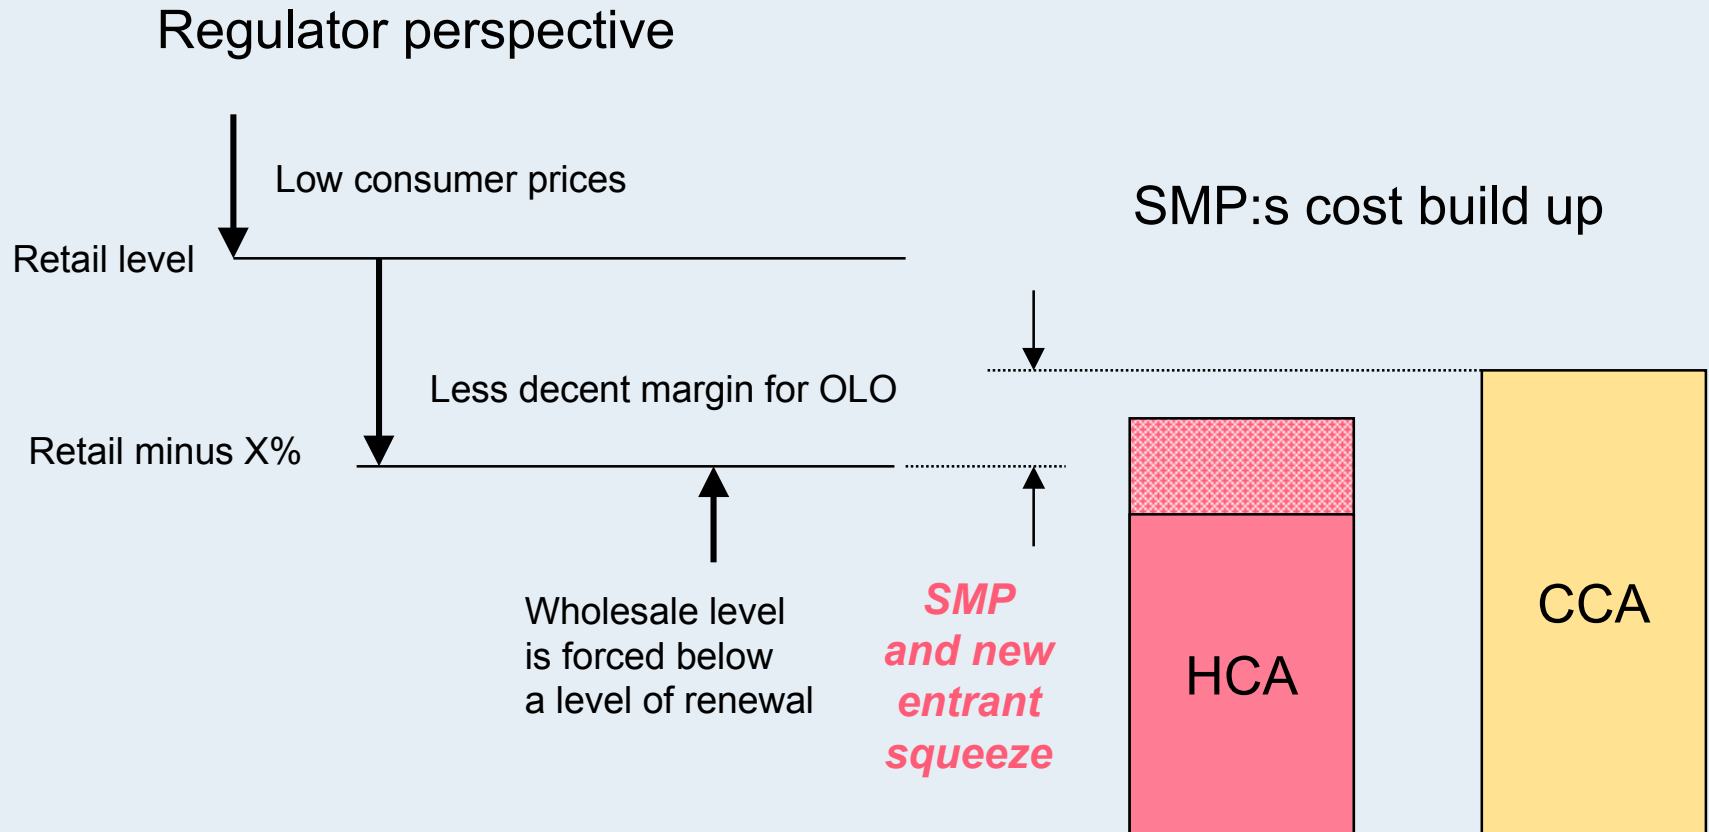 Regulator perspective
Low consumer prices
SMP:s cost build up
Retail level
Less decent margin for OLO
Retail minus X%
Wholesale level
is forced below
a level of renewal
SMP
and new
entrant
squeeze
HCA
CCA